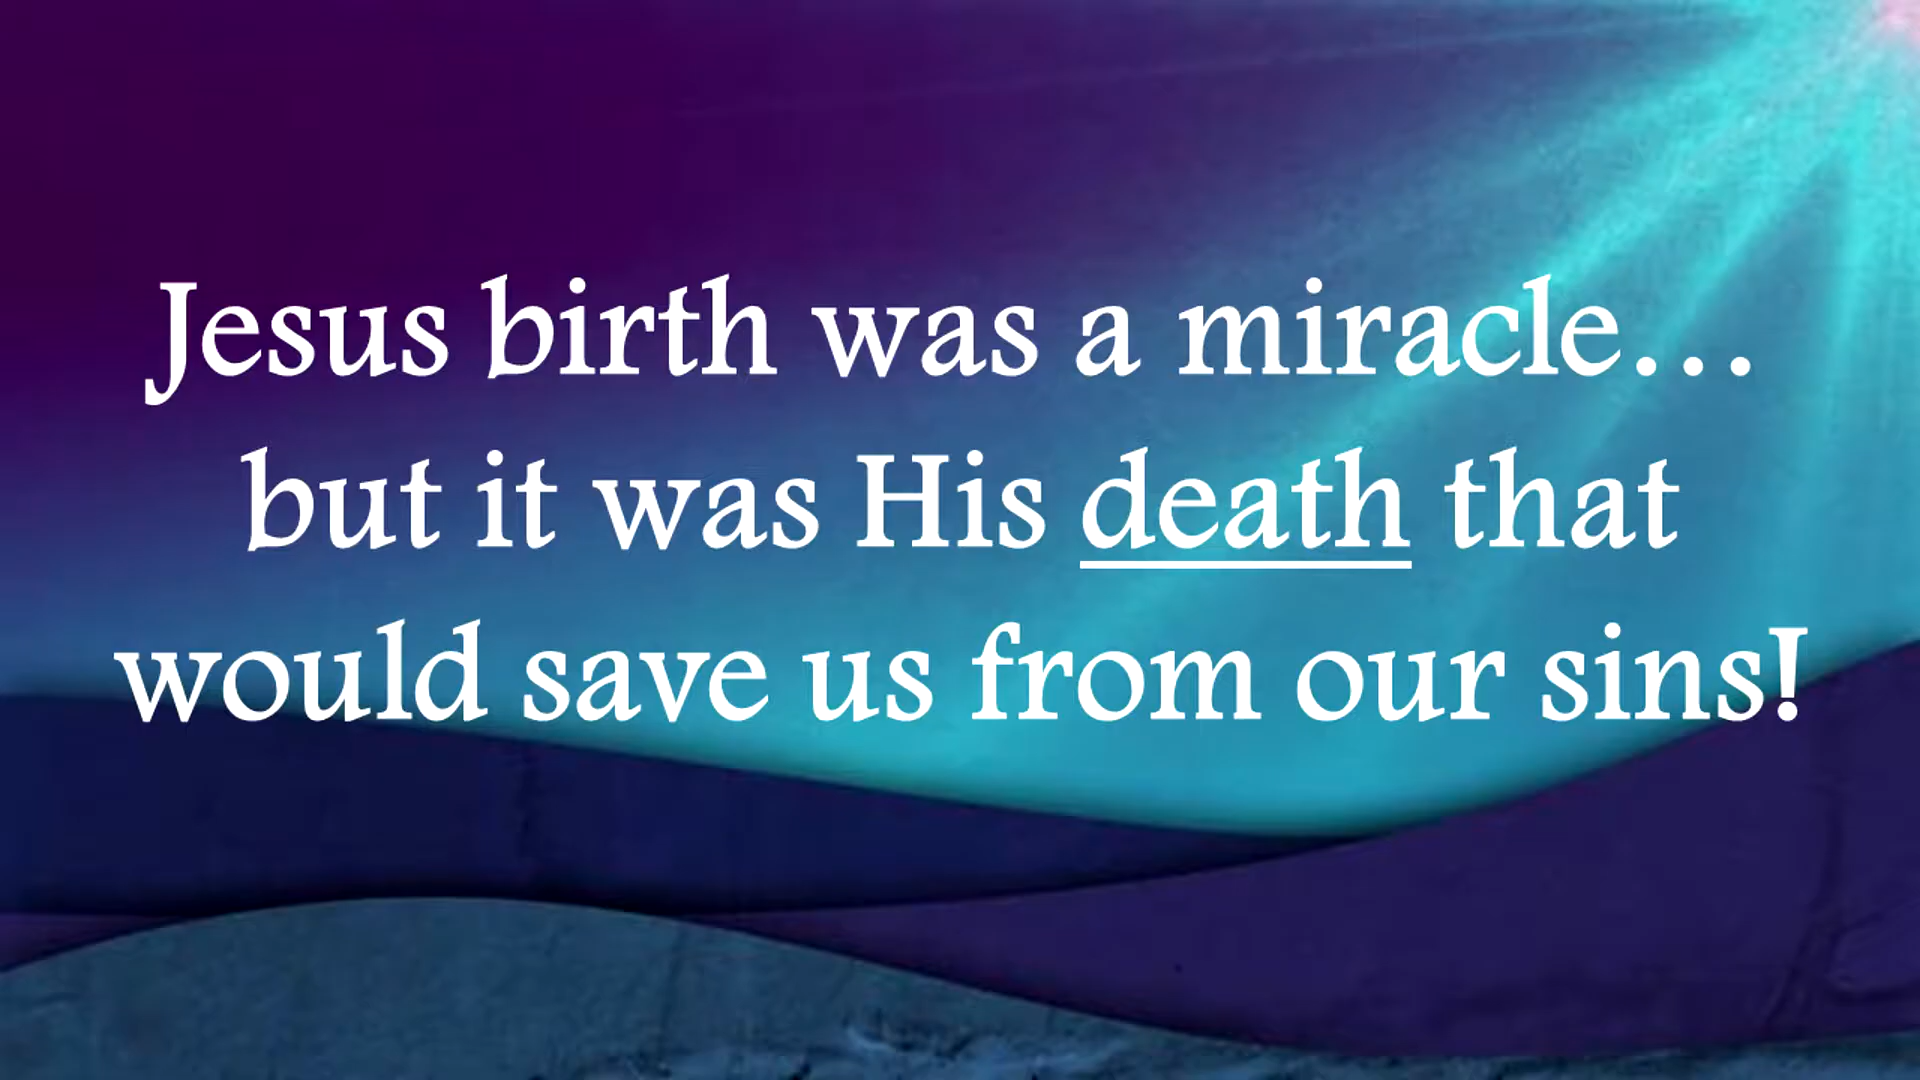 Jesus birth was a miracle…
but it was His death that
would save us from our sins!